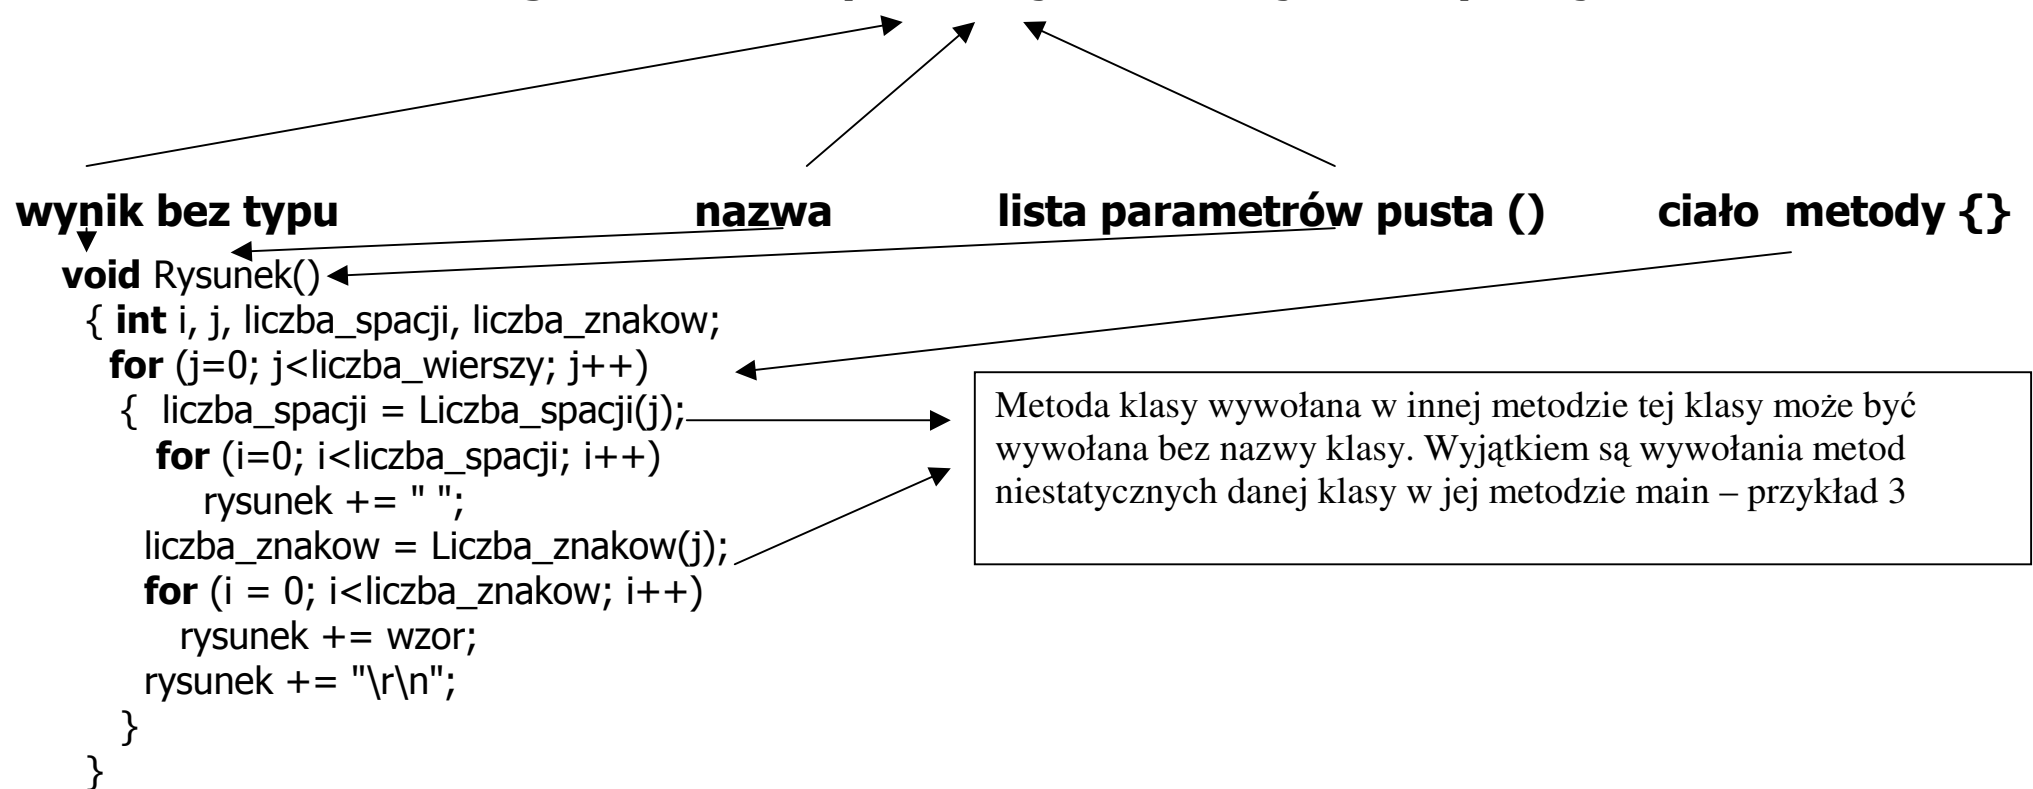 wynik bez typu nazwa lista parametrów pusta () ciało metody {}
void Rysunek()
{ int i, j, liczba_spacji, liczba_znakow;
for (j=0; j<liczba_wierszy; j++)
{ liczba_spacji = Liczba_spacji(j);
for (i=0; i<liczba_spacji; i++)
rysunek += " ";
liczba_znakow = Liczba_znakow(j);
for (i = 0; i<liczba_znakow; i++)
rysunek += wzor;
rysunek += "\r\n";
}
}
Metoda klasy wywołana w innej metodzie tej klasy może być
wywołana bez nazwy klasy. Wyjątkiem są wywołania metod
niestatycznych danej klasy w jej metodzie main – przykład 3